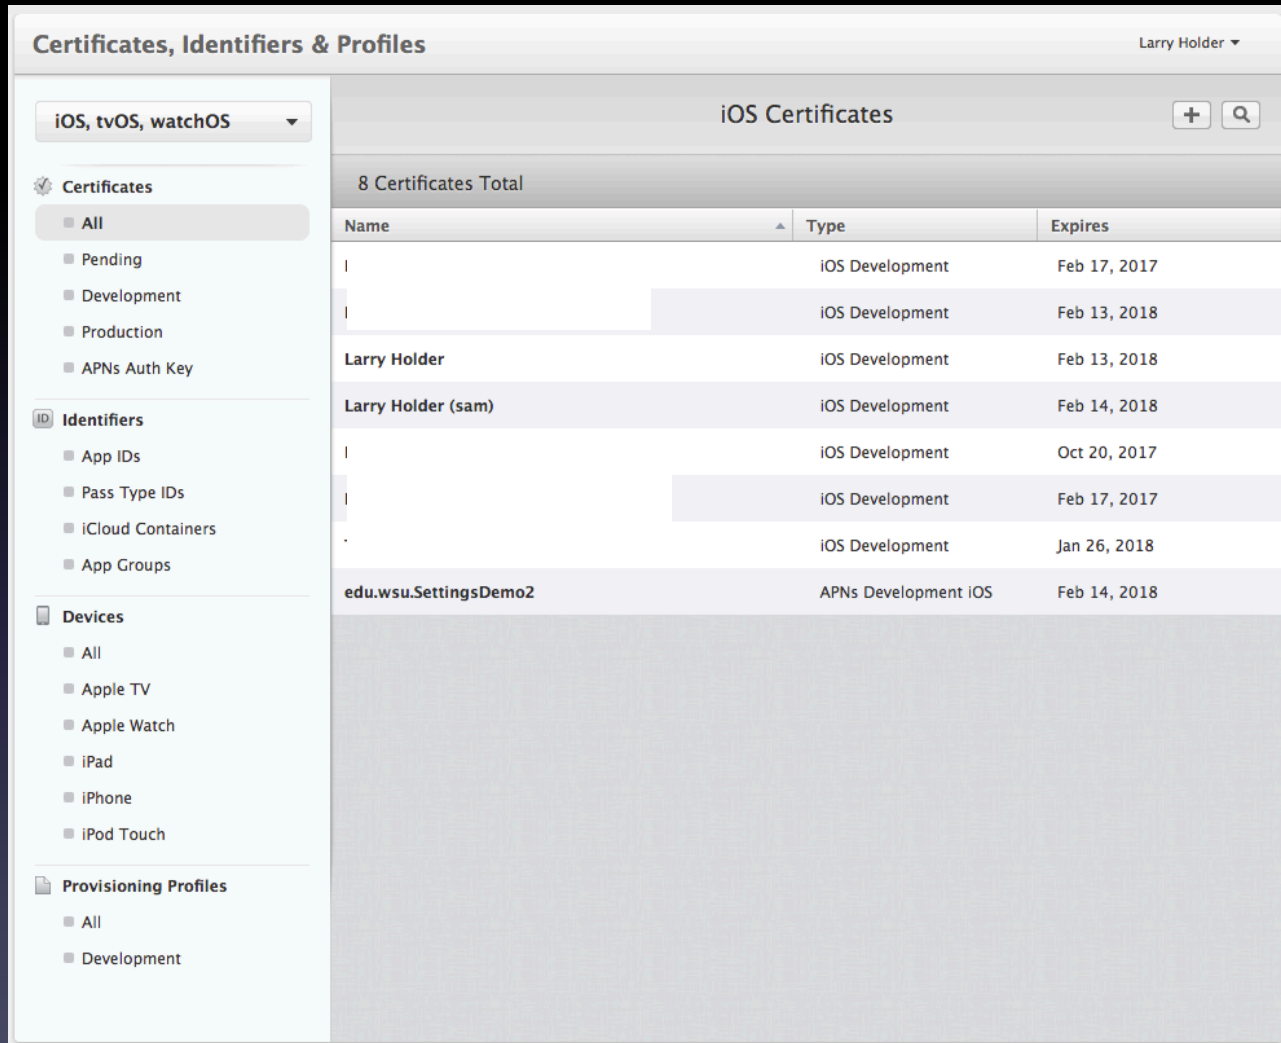 Certificates, Identifiers & Profiles
Larry Holder
iOS, tvOS, watchOS
Certificates
All
Pending
Development
Production
APNs Auth Key
ID Identifiers
App IDs
Pass Type IDs
iCloud Containers
App Groups
Devices
All
Apple TV
Apple Watch
iPad
iPhone
iPod Touch
Provisioning Profiles
All
Development
iOS Certificates
8 Certificates Total
Name Type Expires
iOS Development Feb 17, 2017
iOS Development Feb 13, 2018
Larry Holder iOS Development Feb 13, 2018
Larry Holder (sam) iOS Development Feb 14, 2018
iOS Development Oct 20, 2017
iOS Development Feb 17, 2017
iOS Development Jan 26, 2018
edu.wsu.SettingsDemo2 APNs Development iOS Feb 14, 2018